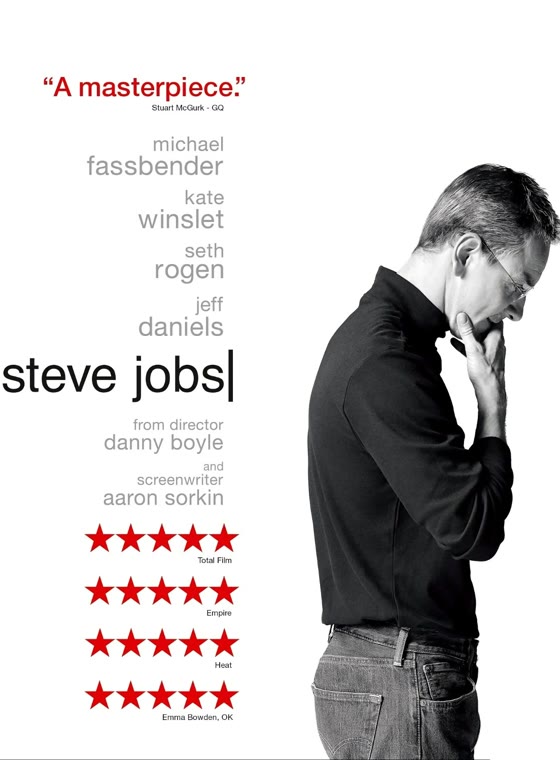 “A masterpiece.”
Stuart McGurk - GQ
michael
fassbender
kate
winslet
seth
rogen
jeff
daniels
steve jobs|
from director
danny boyle
and
screenwriter
aaron sorkin
Total Film
Empire
Heat
Emma Bowden, OK